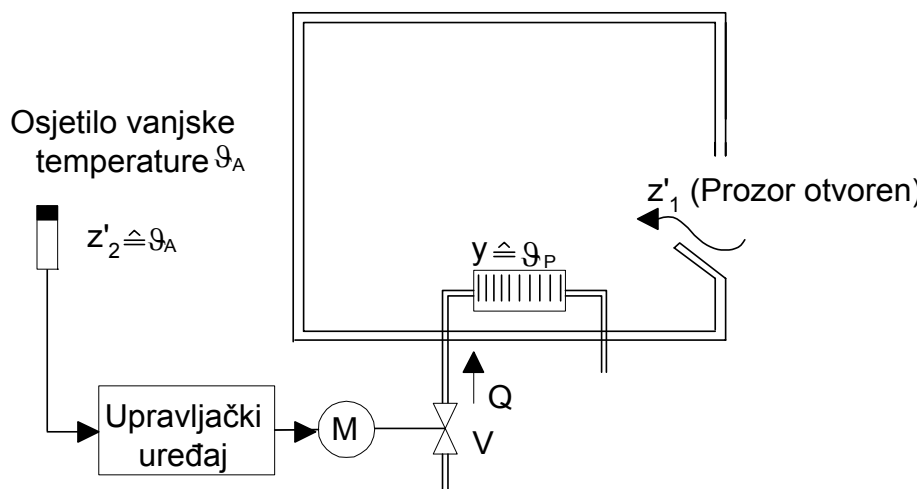 Osjetilo vanjske
temperature ϑA
z'1 (Prozor otvoren)
z'2 ≙ ϑA
y ≙ ϑP
Q
Upravljački
uređaj
M
V